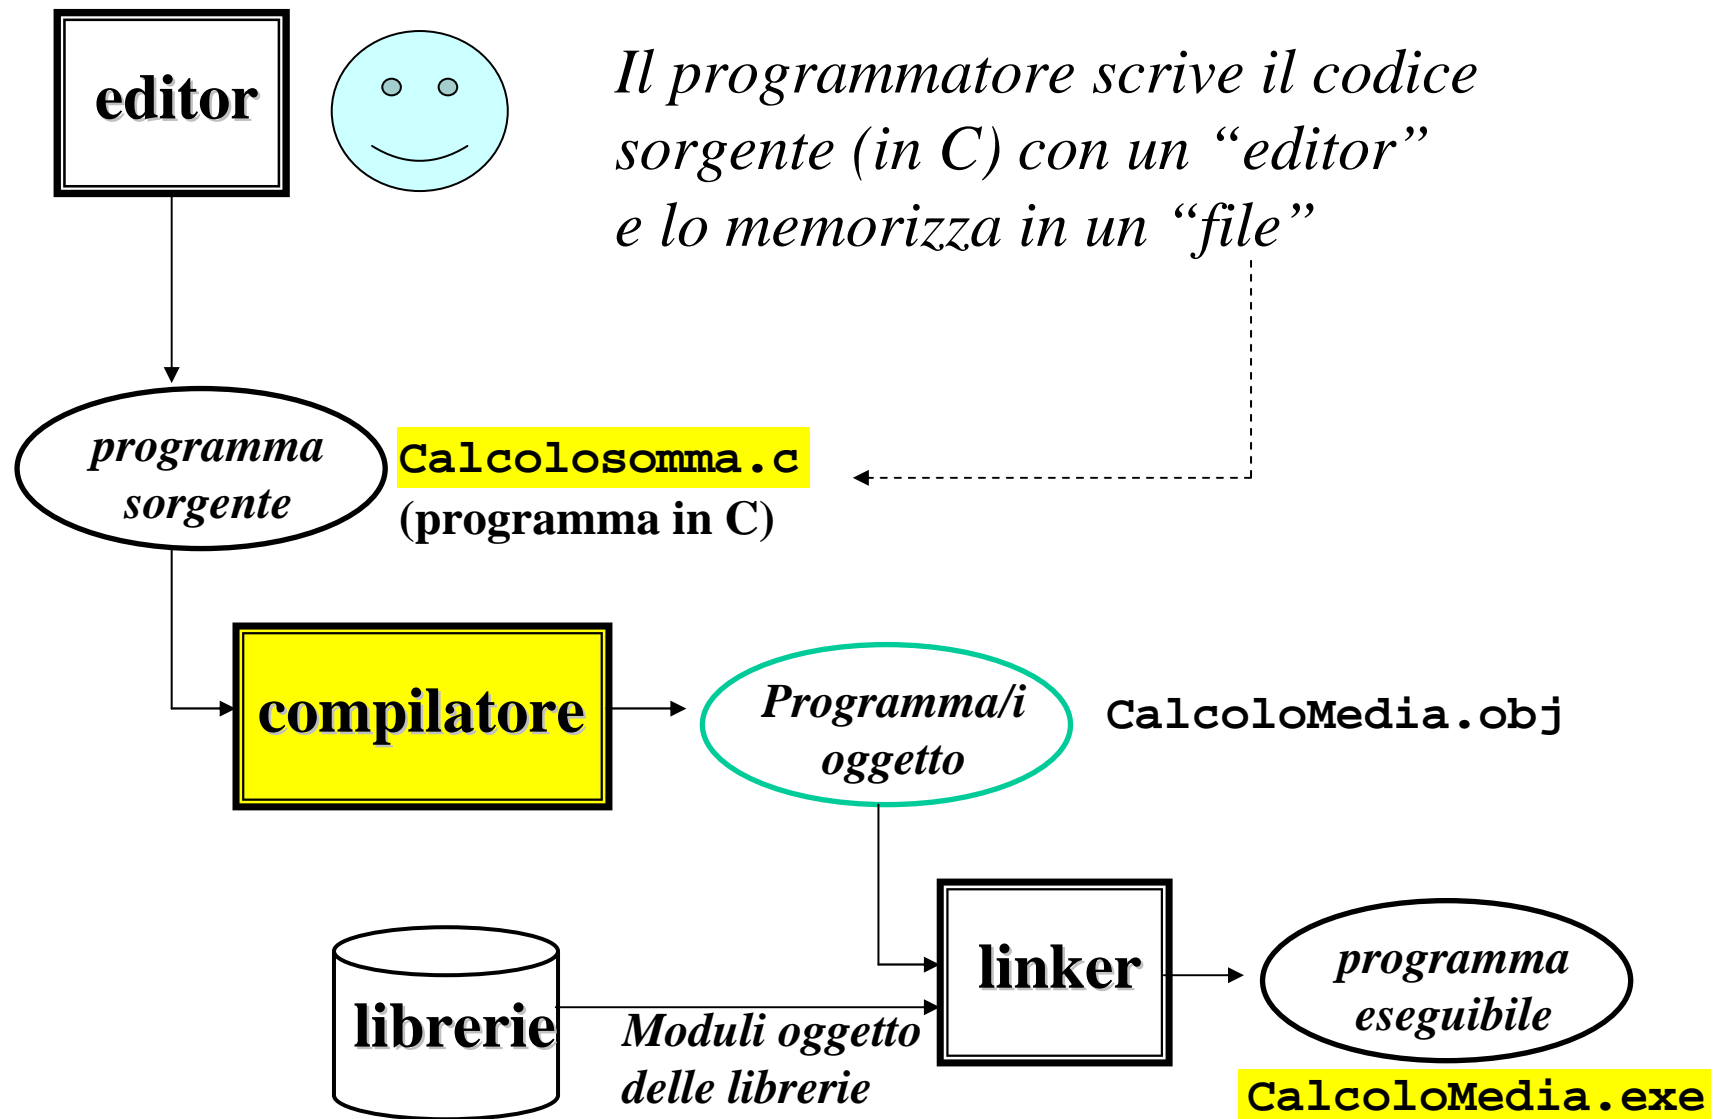 editor
Il programmatore scrive il codice
sorgente (in C) con un “editor”
e lo memorizza in un “file”
programma
sorgente
Calcolosomma.c
(programma in C)
compilatore
Programma/i
oggetto
CalcoloMedia.obj
librerie
Moduli oggetto
delle librerie
linker
programma
eseguibile
CalcoloMedia.exe